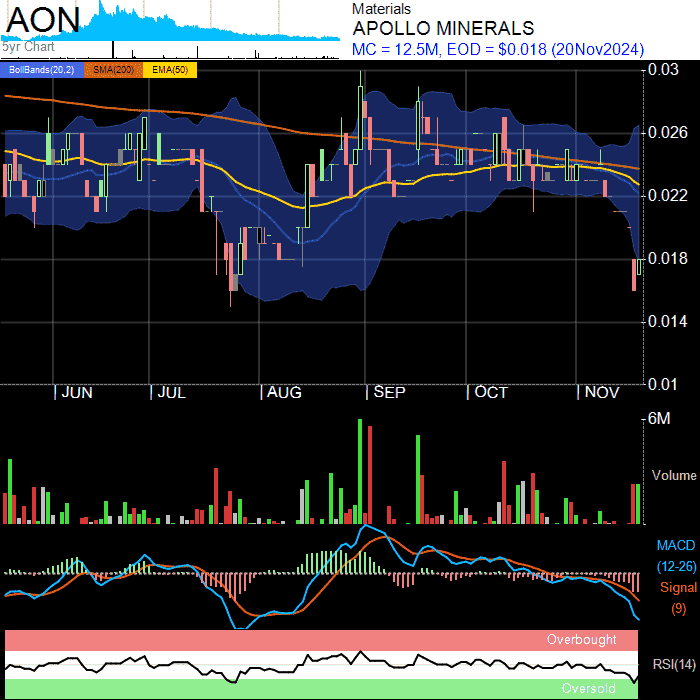 AON
5yr Chart
Materials
APOLLO MINERALS
MC = 12.5M, EOD = $0.018 (20Nov2024)
BollBands(20,2) SMA(200) EMA(50)
0.03
0.026
0.022
0.018
0.014
0.01
JUN JUL AUG SEP OCT NOV
6M
Volume
MACD
(12-26)
Signal
(9)
Overbought
RSI(14)
Oversold